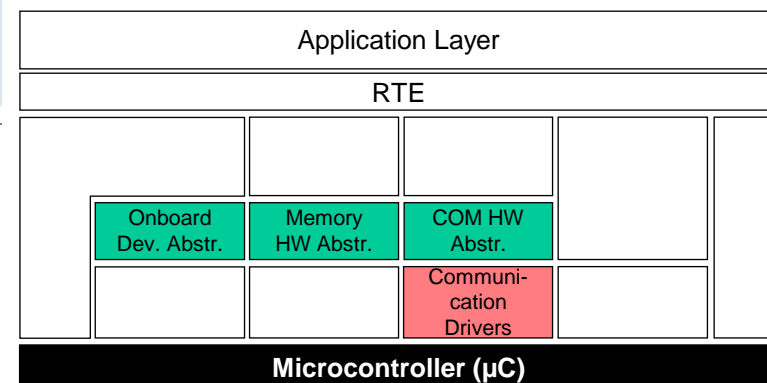 Application Layer
RTE
Onboard
Dev. Abstr.
Memory
HW Abstr.
COM HW
Abstr.
Communi-
cation
Drivers
Microcontroller (µC)